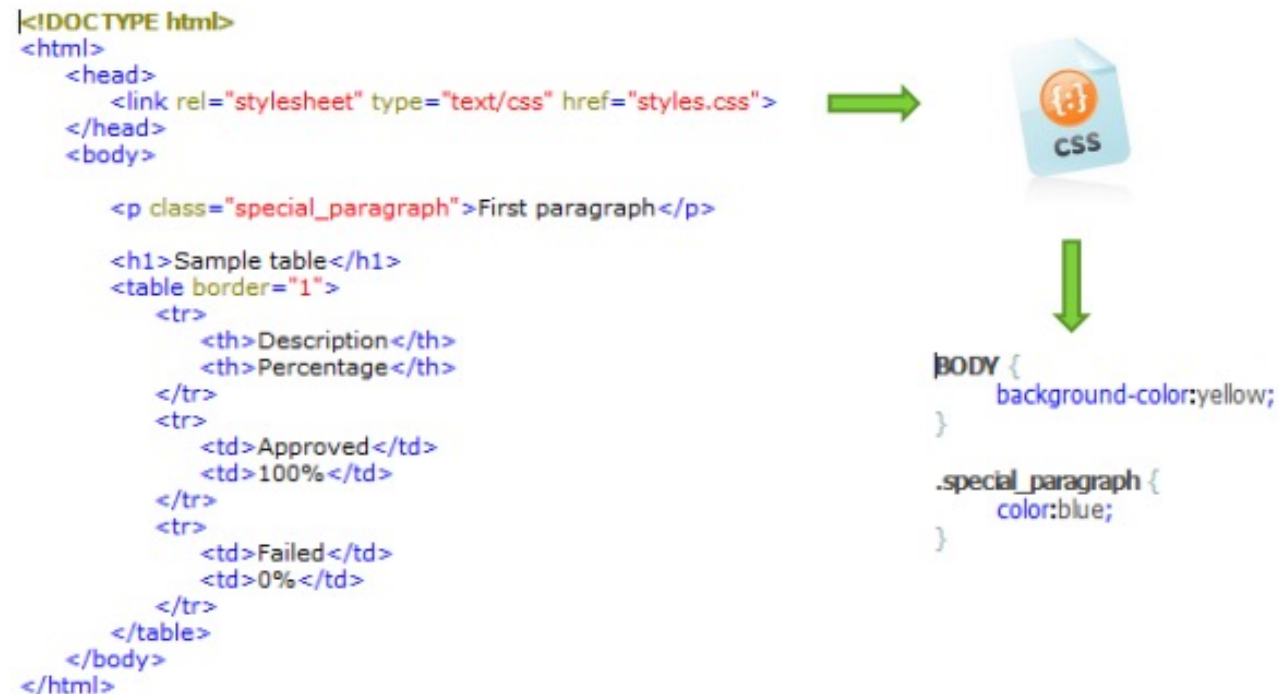 <!DOCTYPE html>
<html>
<head>
<link rel="stylesheet" type="text/css" href="styles.css">
</head>
<body>
<p class="special_paragraph">First paragraph</p>
<h1>Sample table</h1>
<table border="1">
<tr>
<th>Description</th>
<th>Percentage</th>
</tr>
<tr>
<td>Approved</td>
<td>100%</td>
</tr>
<tr>
<td>Failed</td>
<td>0%</td>
</tr>
</table>
</body>
</html>
{:}
CSS
BODY {
background-color:yellow;
}
.special_paragraph {
color:blue;
}